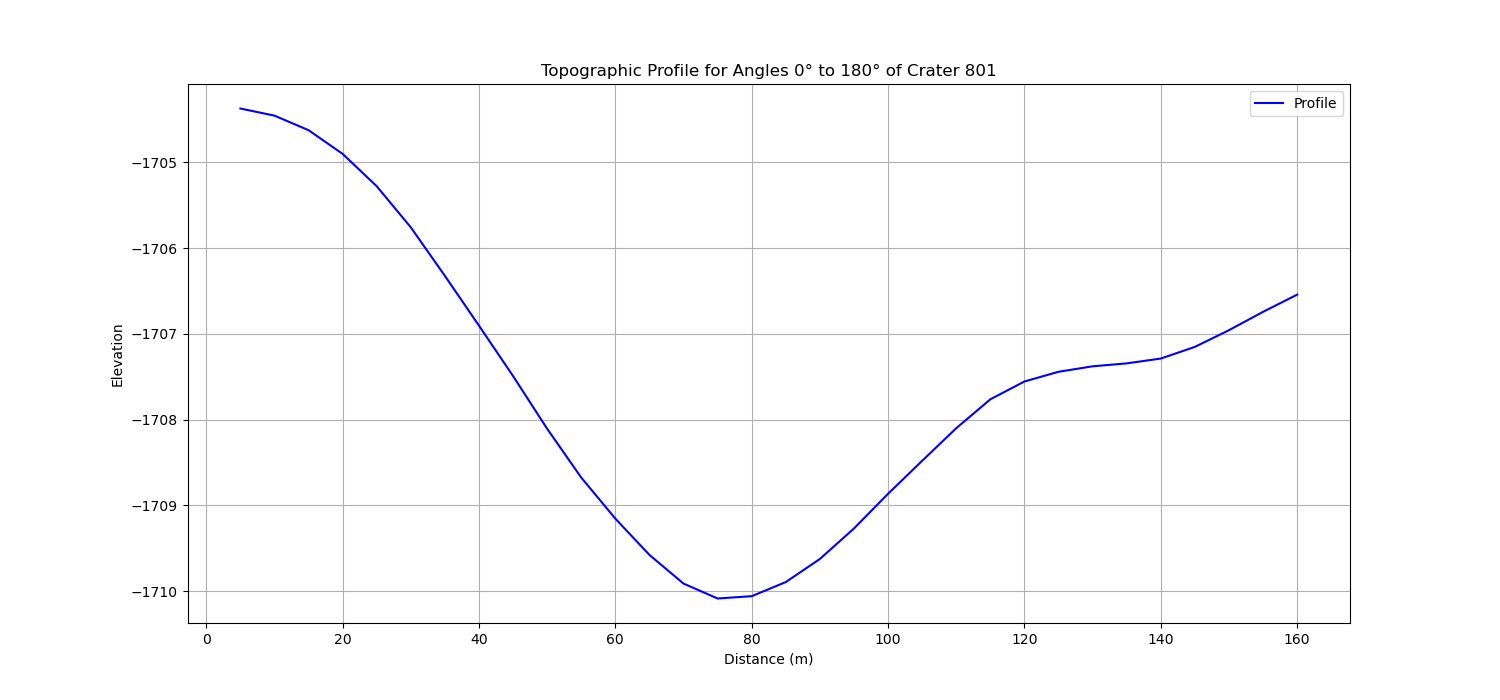 Topographic Profile for Angles 0° to 180° of Crater 801
Profile
−1705
−1706
−1707
−1708
−1709
−1710
Elevation
0 20 40 60 80 100 120 140 160
Distance (m)